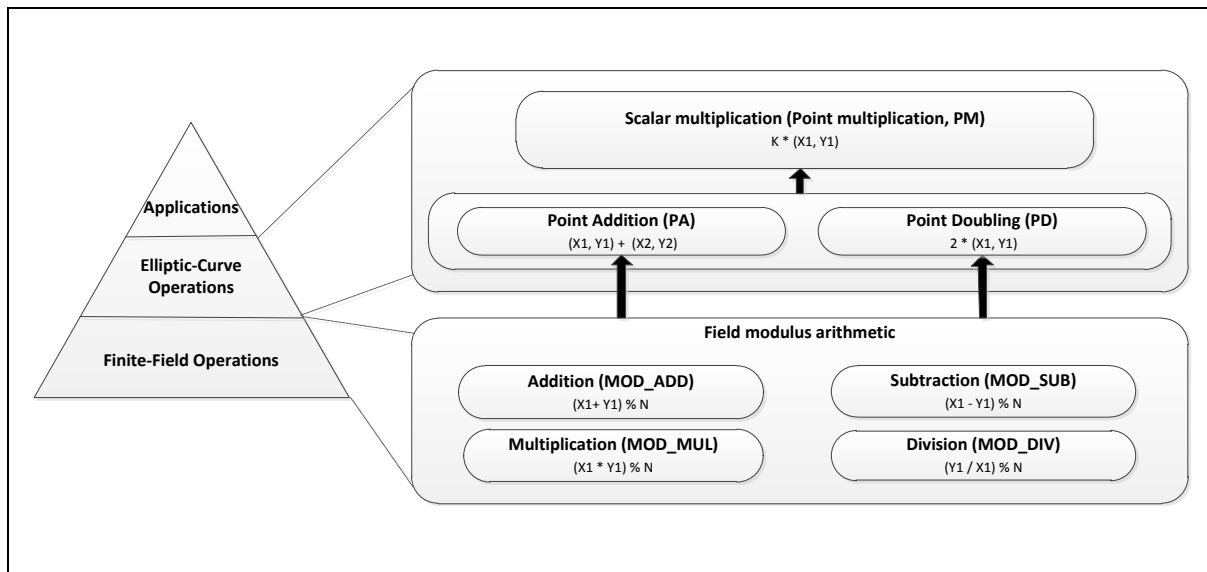 Applications
Elliptic-Curve
Operations
Finite-Field Operations
Scalar multiplication (Point multiplication, PM)
K * (X1, Y1)
Point Addition (PA)
(X1, Y1) + (X2, Y2)
Point Doubling (PD)
2 * (X1, Y1)
Field modulus arithmetic
Addition (MOD_ADD)
(X1+ Y1) % N
Subtraction (MOD_SUB)
(X1 - Y1) % N
Multiplication (MOD_MUL)
(X1 * Y1) % N
Division (MOD_DIV)
(Y1 / X1) % N